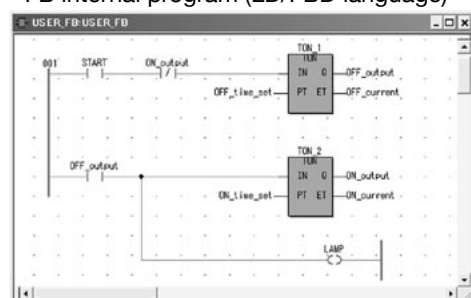 FB internal program (LD/FBD language)
USER_FB:USER_FB
TON_1
001 START ON_output TON
IN Q OFF_output
OFF_time_set PT ET OFF_current
TON_2
OFF_output TON
IN Q ON_output
ON_time_set PT ET ON_current
LAMP